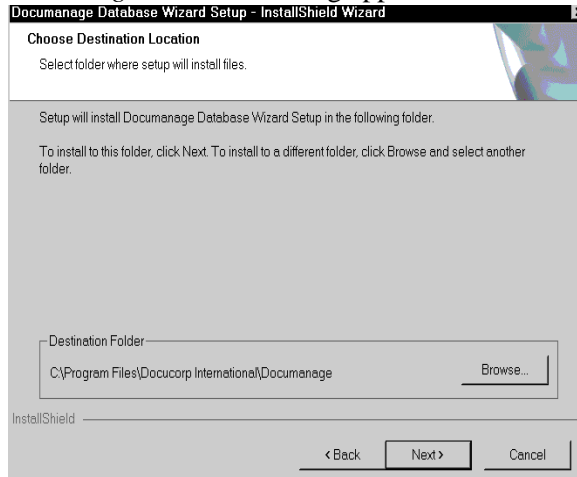 Documanage Database Wizard Setup - InstallShield Wizard
Choose Destination Location
Select folder where setup will install files.
Setup will install Documanage Database Wizard Setup in the following folder.
To install to this folder, click Next. To install to a different folder, click Browse and select another
folder.
Destination Folder
C:\Program Files\Docucorp International\Documanage
Browse...
InstallShield
< Back
Next >
Cancel